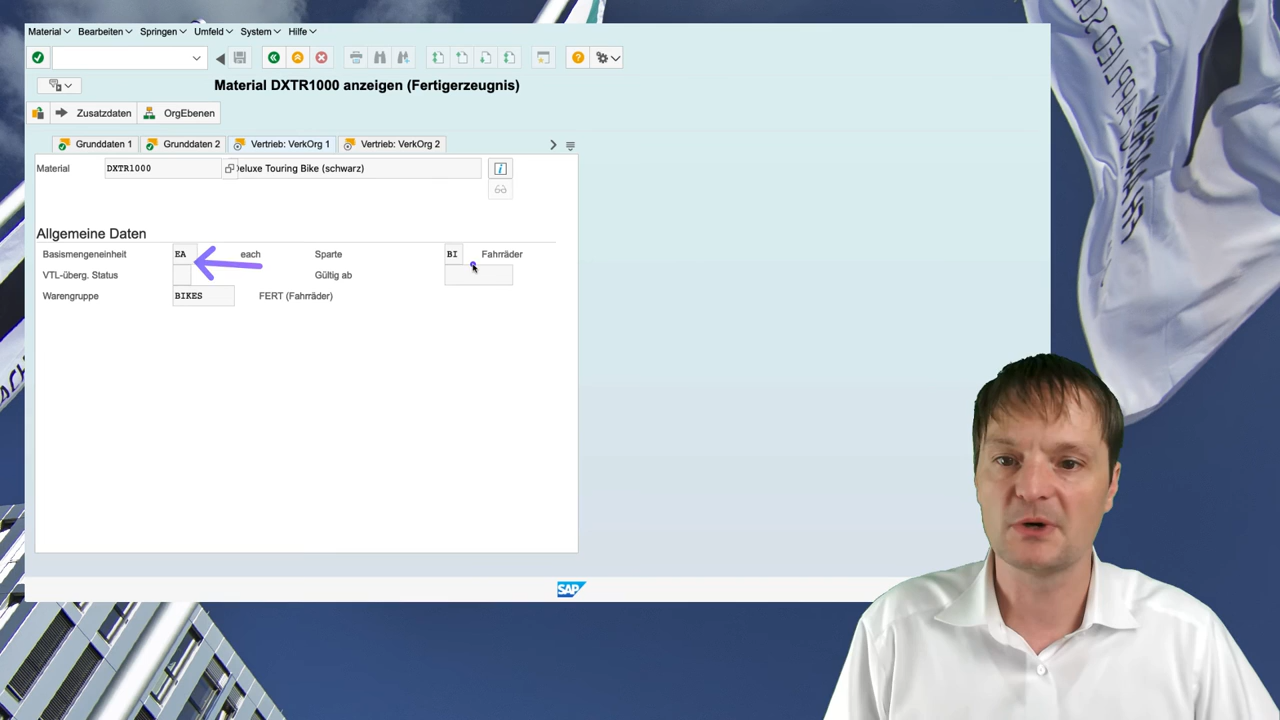 Material Bearbeiten Springen Umfeld System Hilfe
Material DXTR1000 anzeigen (Fertigerzeugnis)
Zusatzdaten OrgEbenen
Grunddaten 1 Grunddaten 2 Vertrieb: VerkOrg 1 Vertrieb: VerkOrg 2
Material DXTR1000 eluxe Touring Bike (schwarz)
Allgemeine Daten
Basismengeneinheit EA each Sparte BI Fahrräder
VTL-überg. Status Gültig ab
Warengruppe BIKES FERT (Fahrräder)
SAP